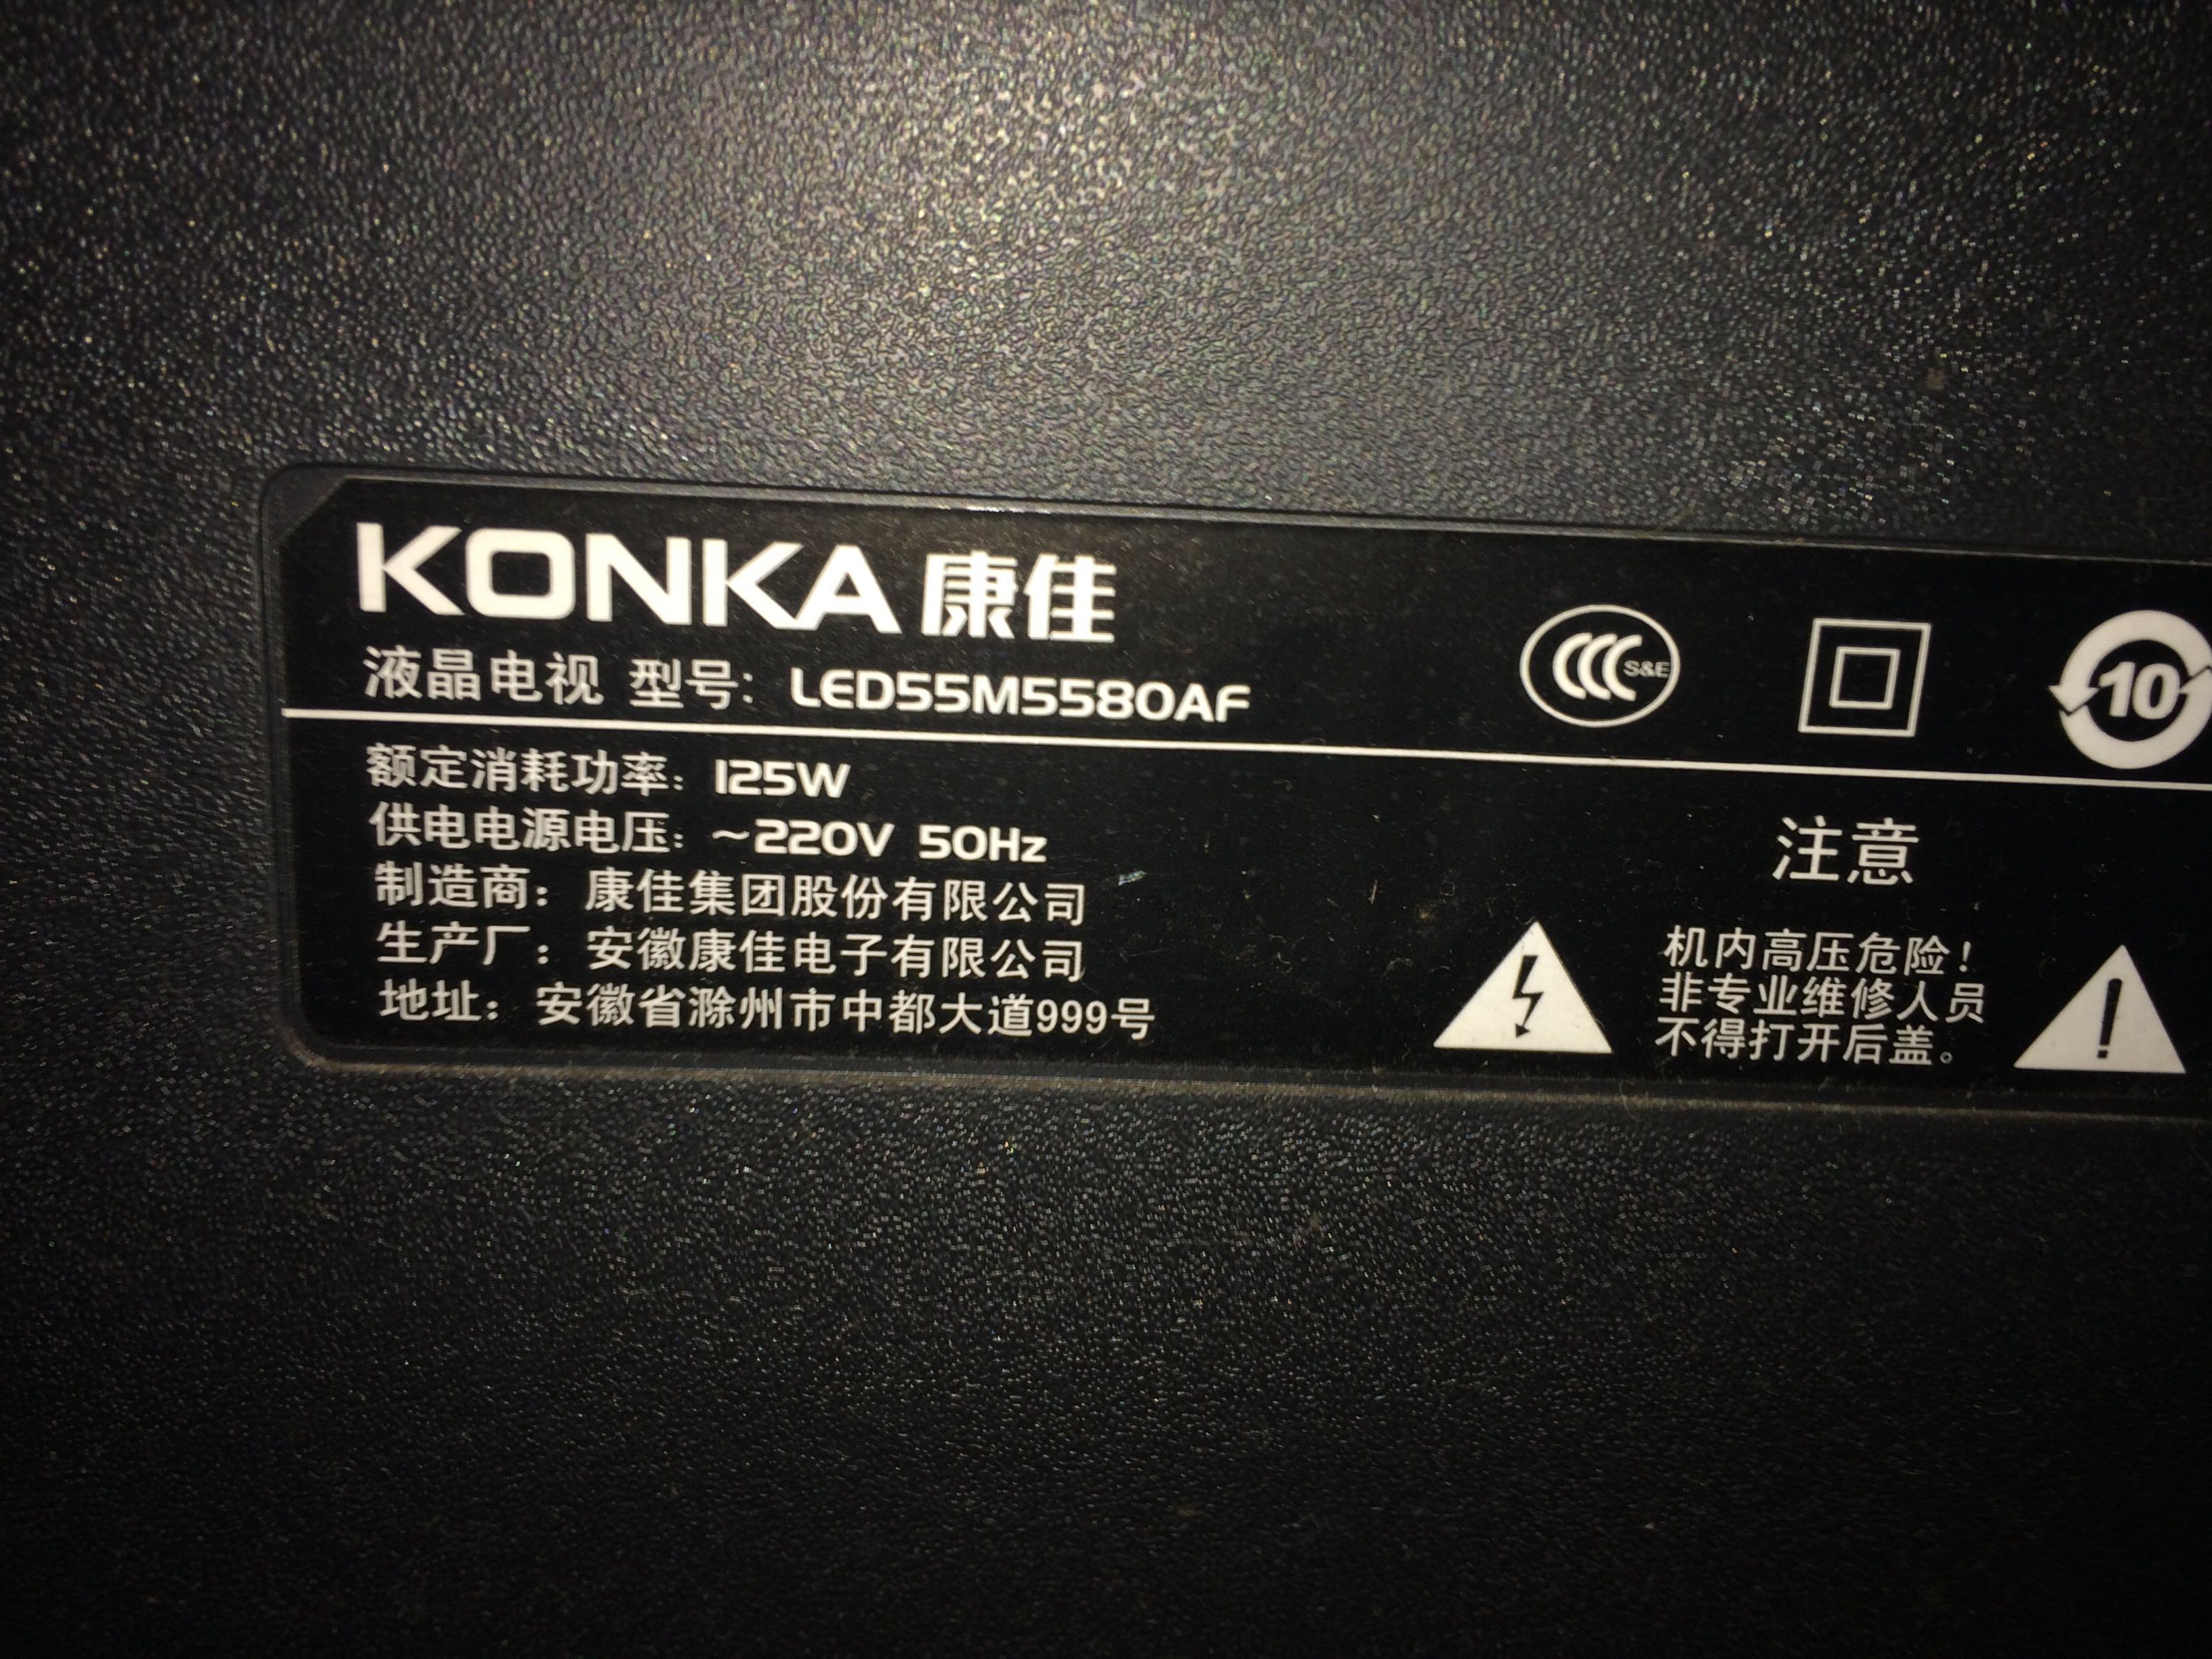 KONKA 康佳
液晶电视 型号: LED55M5580AF
CCC S&E
10
额定消耗功率: 125W
供电电源电压: ~220V 50Hz
制造商: 康佳集团股份有限公司
生产厂: 安徽康佳电子有限公司
地址: 安徽省滁州市中都大道999号
注意
机内高压危险!
非专业维修人员
不得打开后盖。